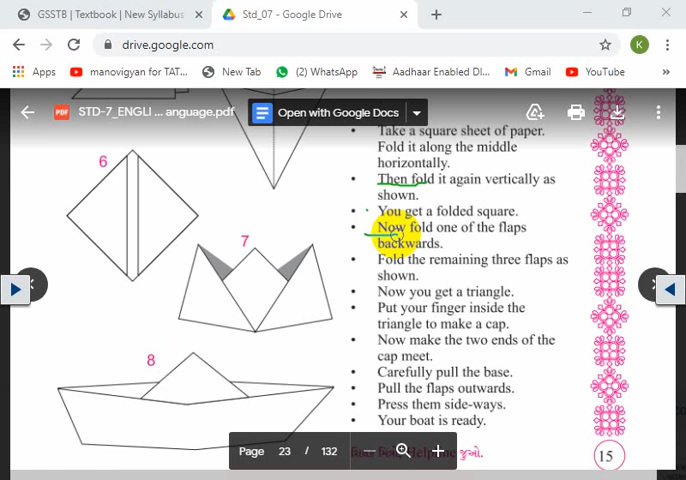 GSSTB | Textbook | New Syllabus
Std_07 - Google Drive
drive.google.com
K
Apps
manovigyan for TAT...
New Tab
(2) WhatsApp
Aadhaar Enabled DI...
Gmail
YouTube
PDF STD-7_ENGLI ... anguage.pdf
Open with Google Docs
6
7
8
• Take a square sheet of paper.
Fold it along the middle
horizontally.
• Then fold it again vertically as
shown.
• You get a folded square.
• Now fold one of the flaps
backwards.
• Fold the remaining three flaps as
shown.
• Now you get a triangle.
• Put your finger inside the
triangle to make a cap.
• Now make the two ends of the
cap meet.
• Carefully pull the base.
• Pull the flaps outwards.
• Press them side-ways.
• Your boat is ready.
Page 23 / 132
જુઓ.
15